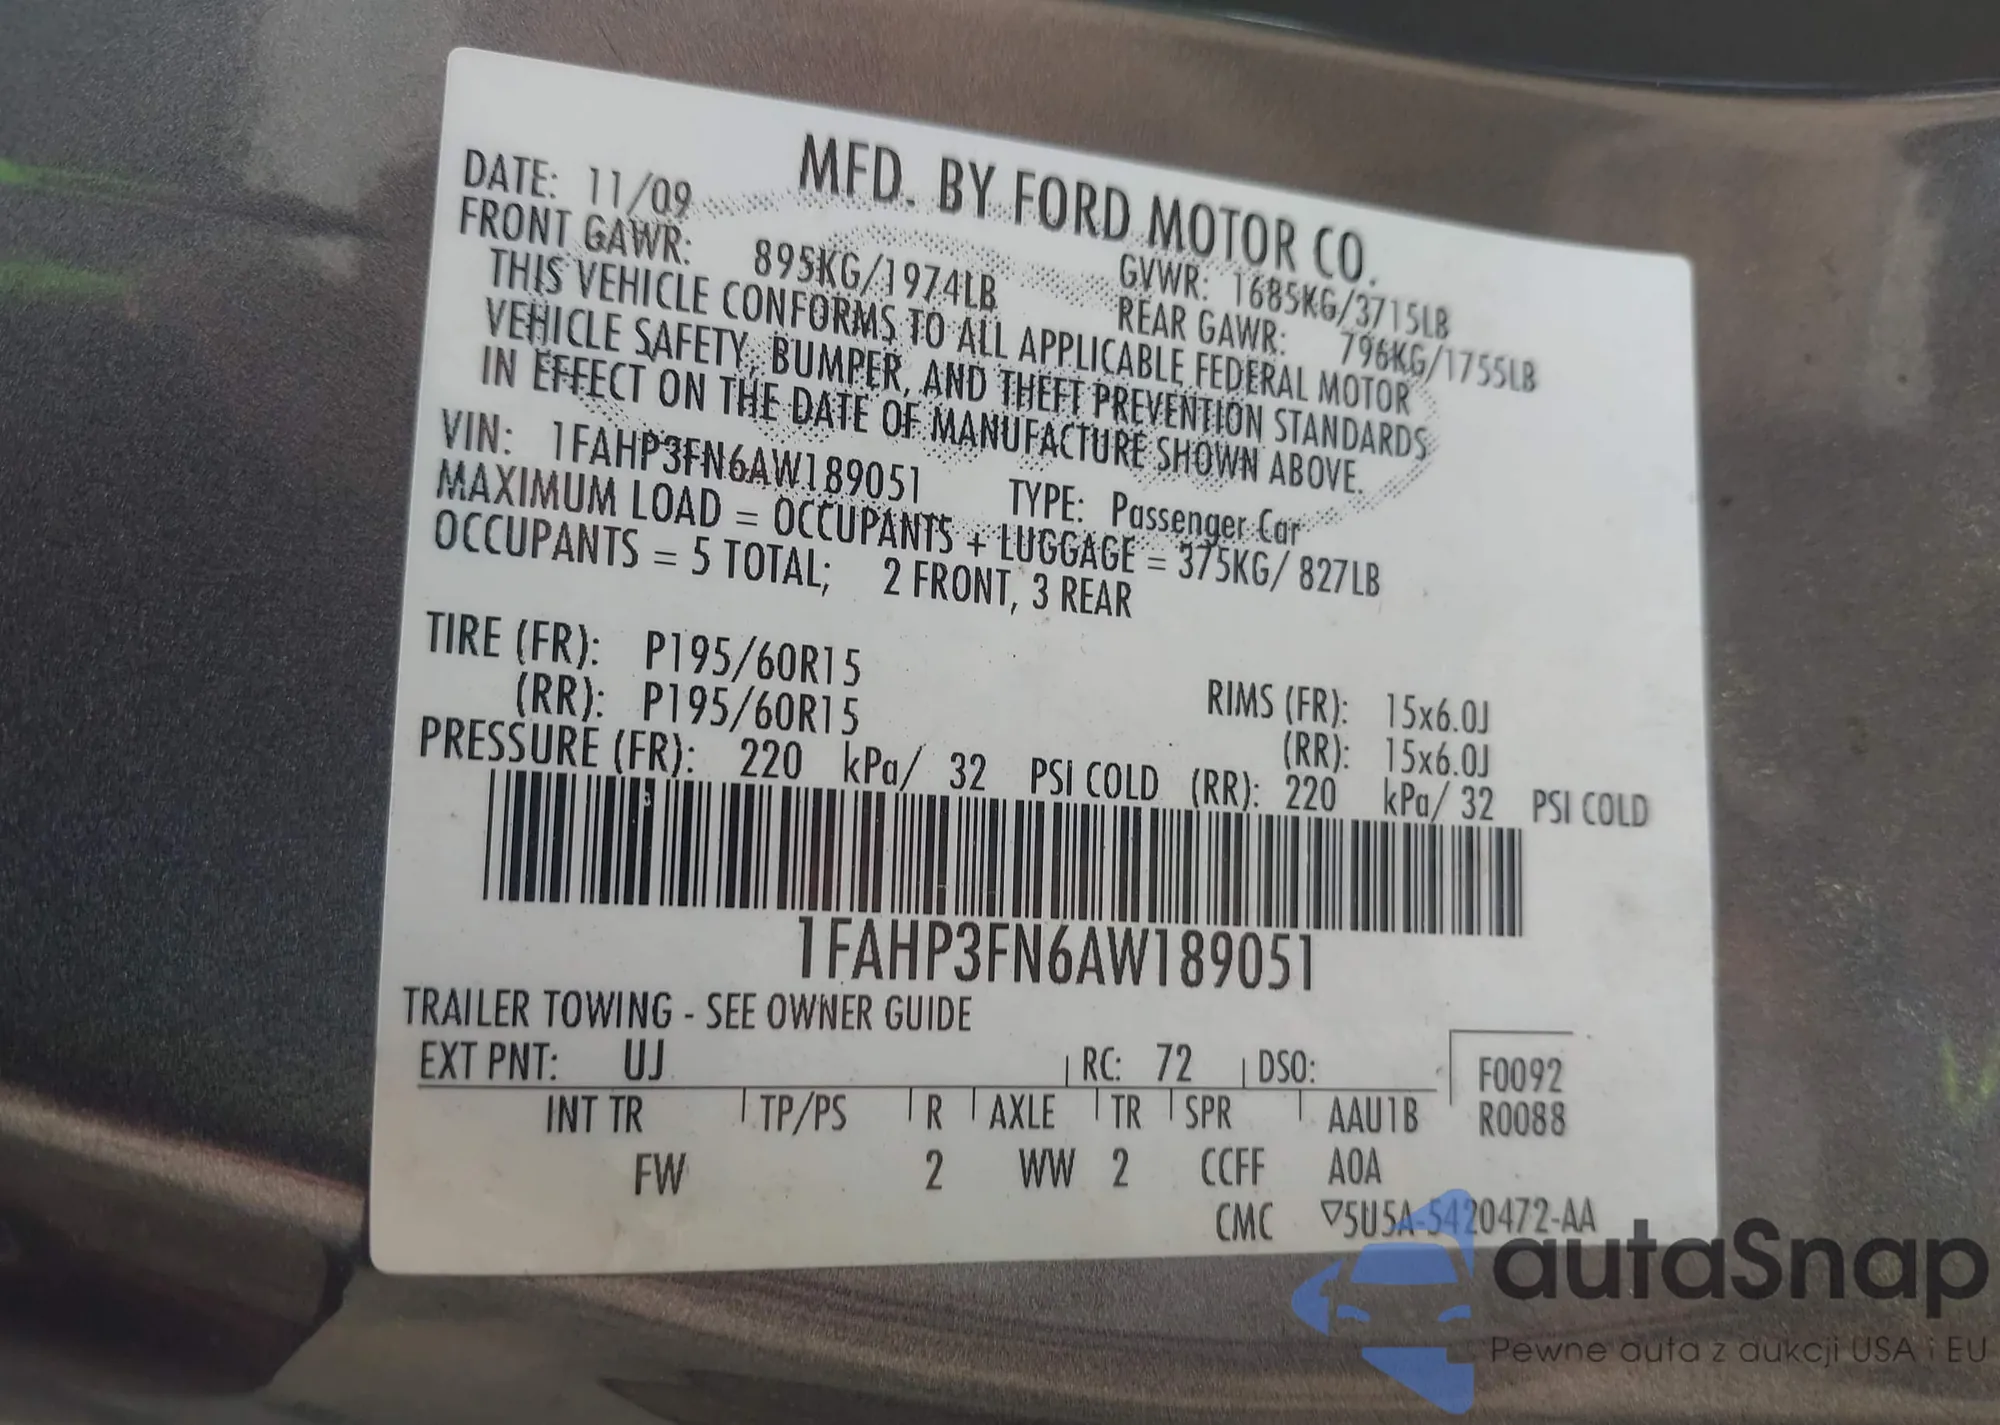 MFD. BY FORD MOTOR CO.
DATE: 11/09 GVWR: 1685KG/3715LB
FRONT GAWR: 895KG/1974LB REAR GAWR: 796KG/1755LB
THIS VEHICLE CONFORMS TO ALL APPLICABLE FEDERAL MOTOR
VEHICLE SAFETY, BUMPER, AND THEFT PREVENTION STANDARDS
IN EFFECT ON THE DATE OF MANUFACTURE SHOWN ABOVE.
VIN: 1FAHP3FN6AW189051 TYPE: Passenger Car
MAXIMUM LOAD = OCCUPANTS + LUGGAGE = 375KG/ 827LB
OCCUPANTS = 5 TOTAL; 2 FRONT, 3 REAR
TIRE (FR): P195/60R15 RIMS (FR): 15x6.0J
(RR): P195/60R15 (RR): 15x6.0J
PRESSURE (FR): 220 kPa/ 32 PSI COLD (RR): 220 kPa/ 32 PSI COLD
1FAHP3FN6AW189051
TRAILER TOWING - SEE OWNER GUIDE
EXT PNT: UJ RC: 72 DSO: F0092
INT TR TP/PS R AXLE TR SPR AAU1B R0088
FW 2 WW 2 CCFF A0A
CMC ▽5U5A-5420472-AA
autaSnap
Pewne auta z aukcji USA i EU